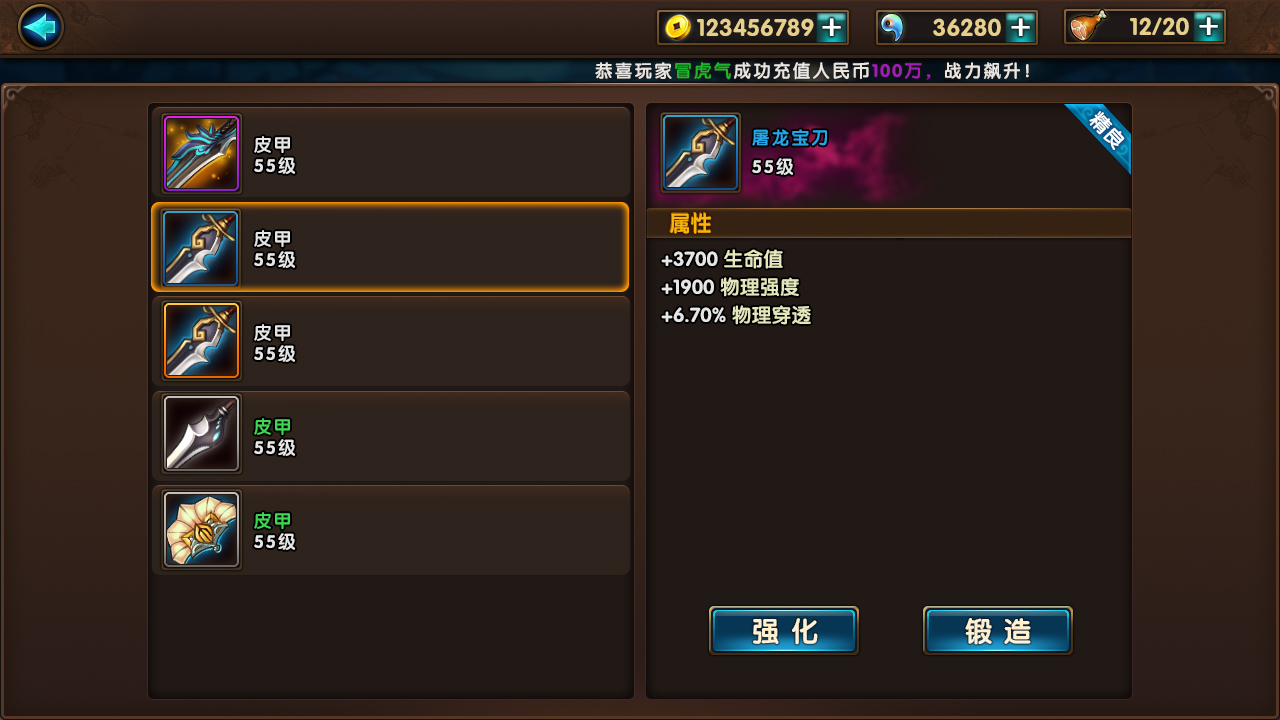 123456789
36280
12/20
恭喜玩家冒虎气成功充值人民币100万，战力飙升！
皮甲
55级
皮甲
55级
皮甲
55级
皮甲
55级
皮甲
55级
屠龙宝刀
55级
精良
属性
+3700 生命值
+1900 物理强度
+6.70% 物理穿透
强化
锻造